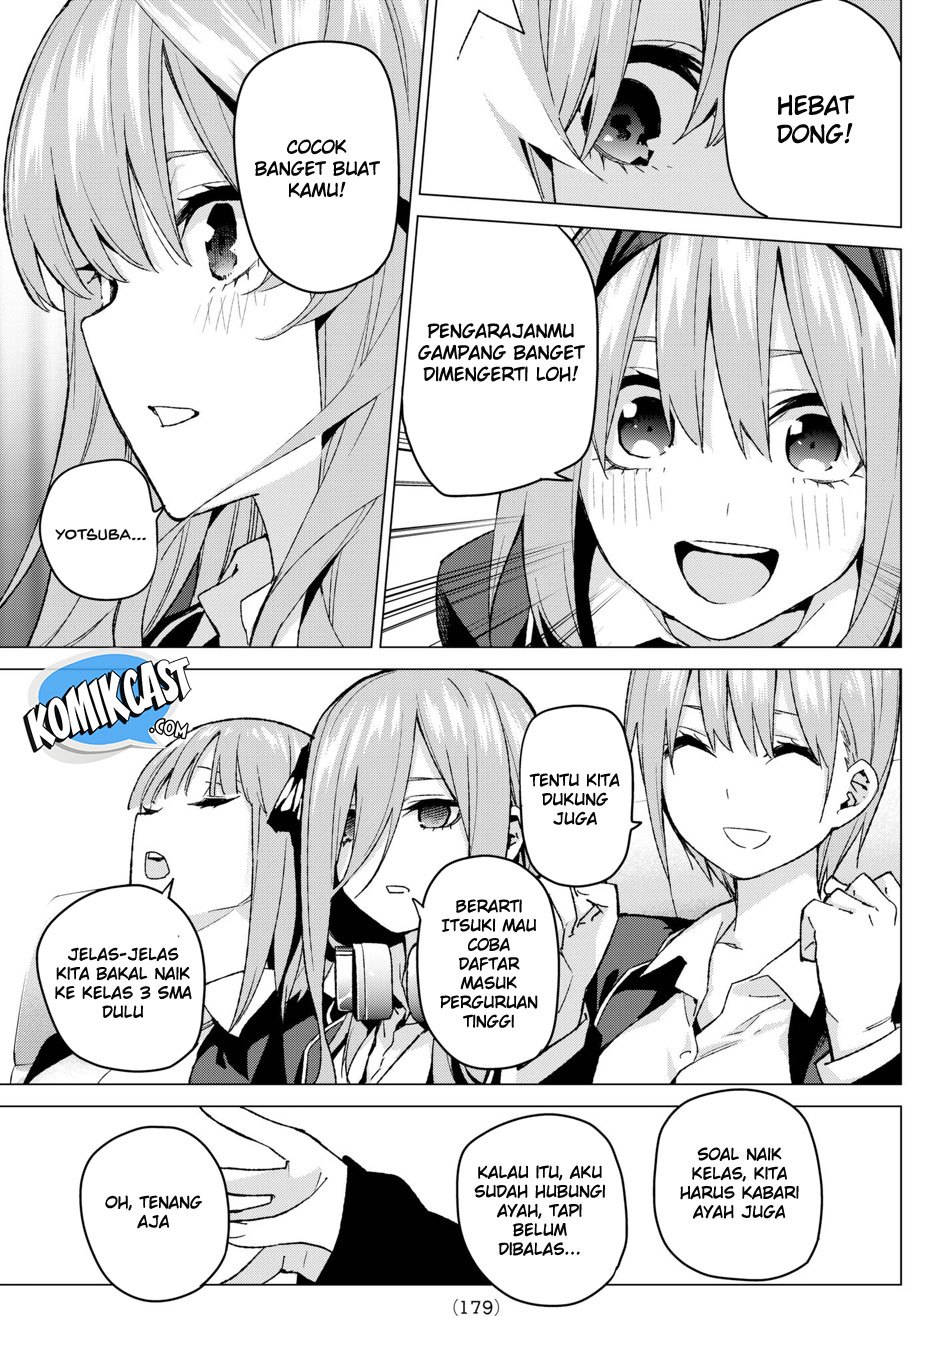 HEBAT
DONG!
PENGARAJANMU
GAMPANG BANGET
DIMENGERTI LOH!
COCOK
BANGET BUAT
KAMU!
YOTSUBA...
KOMIKCAST
.COM
TENTU KITA
DUKUNG
JUGA
BERARTI
ITSUKI MAU
COBA
DAFTAR
MASUK
PERGURUAN
TINGGI
JELAS-JELAS
KITA BAKAL NAIK
KE KELAS 3 SMA
DULU
SOAL NAIK
KELAS, KITA
HARUS KABARI
AYAH JUGA
KALAU ITU, AKU
SUDAH HUBUNGI
AYAH, TAPI
BELUM
DIBALAS...
OH, TENANG
AJA
(179)